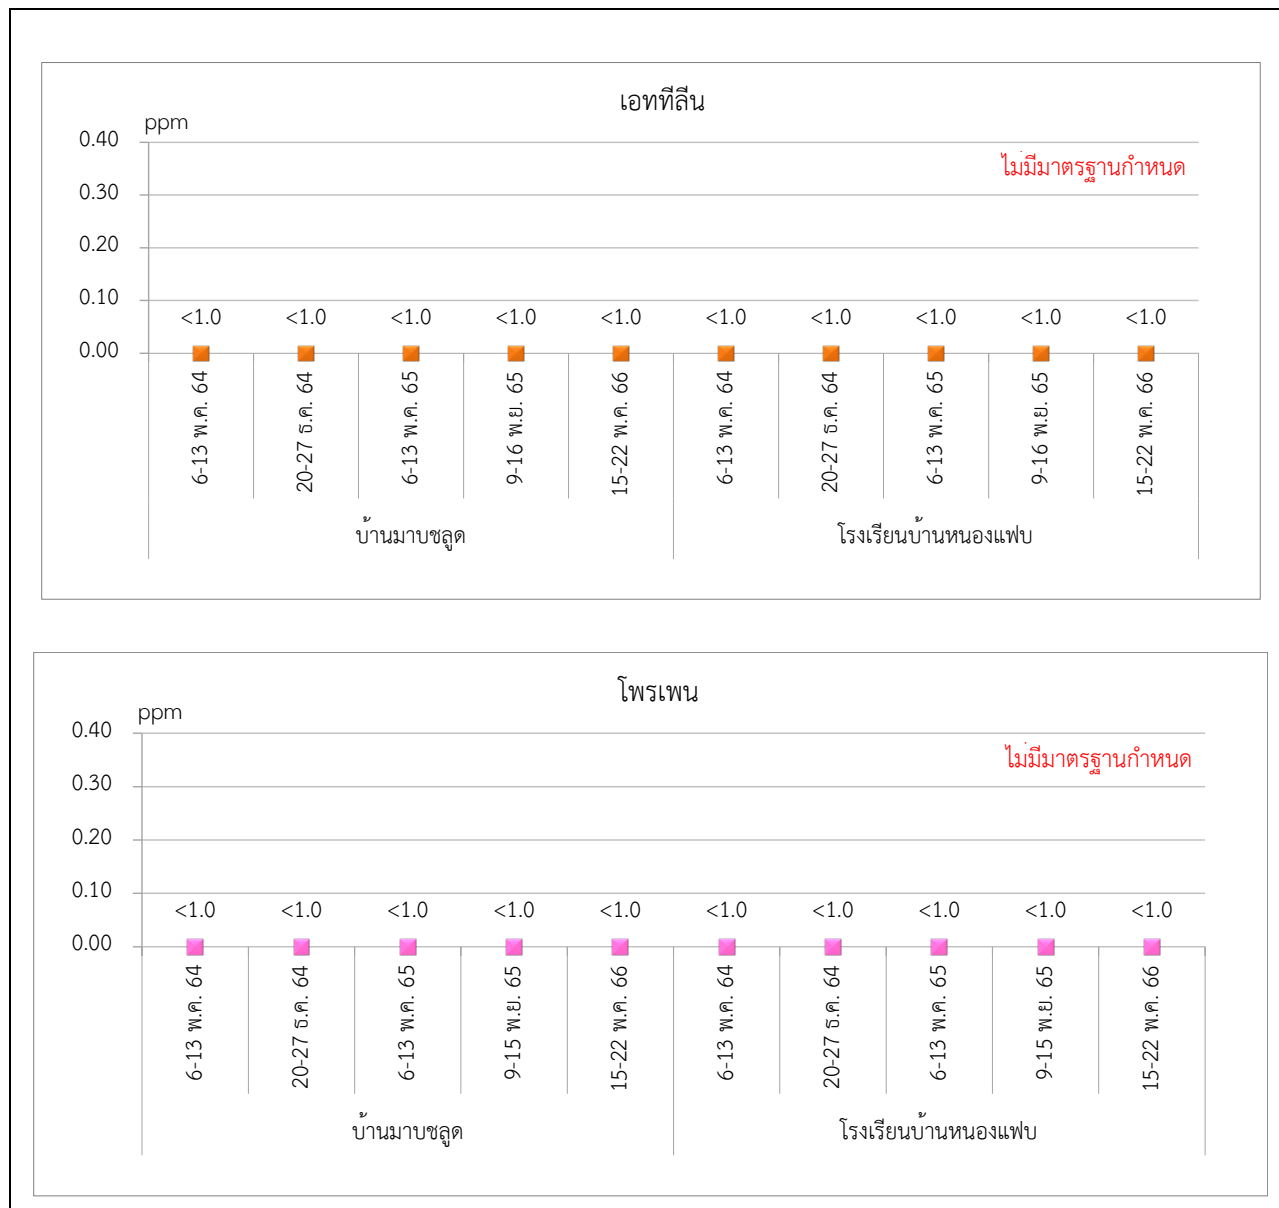 เอทที่ลีน
ppm
0.40
ไม่มีมาตรฐานกำหนด
0.30
0.20
0.10
<1.0 <1.0 <1.0 <1.0 <1.0 <1.0 <1.0 <1.0 <1.0 <1.0
0.00
6-13 พ.ค. 64
20-27 ธ.ค. 64
6-13 พ.ค. 65
9-16 พ.ย. 65
15-22 พ.ค. 66
6-13 พ.ค. 64
20-27 ธ.ค. 64
6-13 พ.ค. 65
9-16 พ.ย. 65
15-22 พ.ค. 66
บ้านมาบชลูด โรงเรียนบ้านหนองแฟบ
โพรเพน
ppm
0.40
ไม่มีมาตรฐานกำหนด
0.30
0.20
0.10
<1.0 <1.0 <1.0 <1.0 <1.0 <1.0 <1.0 <1.0 <1.0 <1.0
0.00
6-13 พ.ค. 64
20-27 ธ.ค. 64
6-13 พ.ค. 65
9-15 พ.ย. 65
15-22 พ.ค. 66
6-13 พ.ค. 64
20-27 ธ.ค. 64
6-13 พ.ค. 65
9-15 พ.ย. 65
15-22 พ.ค. 66
บ้านมาบชลูด โรงเรียนบ้านหนองแฟบ